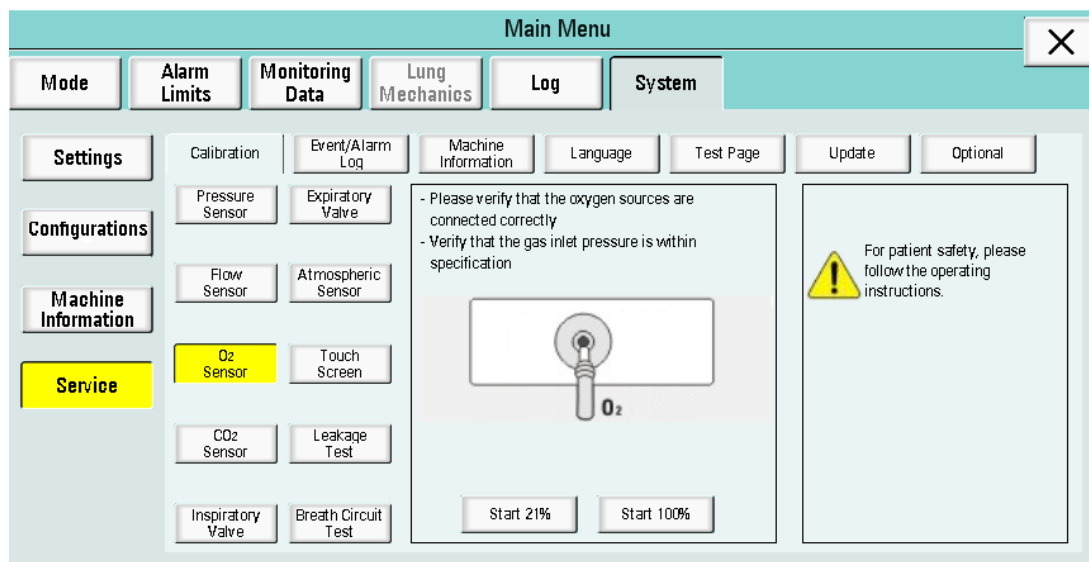 Main Menu
Mode
Alarm
Limits
Monitoring
Data
Lung
Mechanics
Log
System
Settings
Configurations
Machine
Information
Service
Calibration
Event/Alarm
Log
Machine
Information
Language
Test Page
Update
Optional
Pressure
Sensor
Expiratory
Valve
Flow
Sensor
Atmospheric
Sensor
O2
Sensor
Touch
Screen
CO2
Sensor
Leakage
Test
Inspiratory
Valve
Breath Circuit
Test
- Please verify that the oxygen sources are
connected correctly
- Verify that the gas inlet pressure is within
specification
O2
Start 21%
Start 100%
For patient safety, please
follow the operating
instructions.